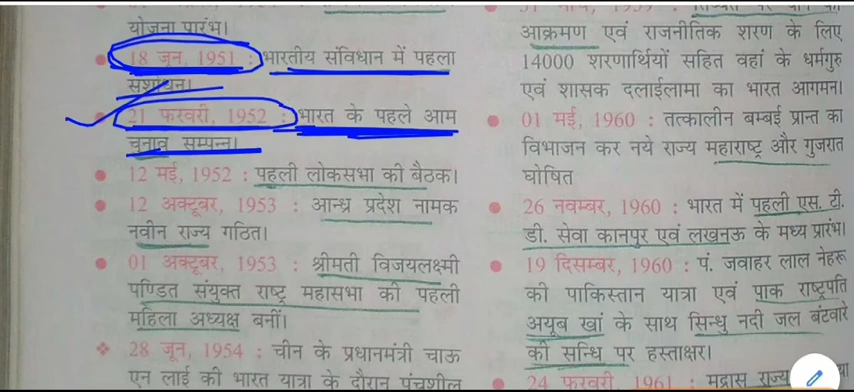 योजना प्रारंभ।
18 जून, 1951 : भारतीय संविधान में पहला
संशोधन।
21 फरवरी, 1952 : भारत के पहले आम
चुनाव सम्पन्न।
12 मई, 1952 : पहली लोकसभा की बैठक।
12 अक्टूबर, 1953 : आन्ध्र प्रदेश नामक
नवीन राज्य गठित।
01 अक्टूबर, 1953 : श्रीमती विजयलक्ष्मी
पण्डित संयुक्त राष्ट्र महासभा की पहली
महिला अध्यक्ष बनीं।
28 जून, 1954 : चीन के प्रधानमंत्री चाऊ
एन लाई की भारत यात्रा के दौरान पंचशील
आक्रमण एवं राजनीतिक शरण के लिए
14000 शरणार्थियों सहित वहां के धर्मगुरु
एवं शासक दलाईलामा का भारत आगमन।
01 मई, 1960 : तत्कालीन बम्बई प्रान्त का
विभाजन कर नये राज्य महाराष्ट्र और गुजरात
घोषित
26 नवम्बर, 1960 : भारत में पहली एस. टी.
डी. सेवा कानपुर एवं लखनऊ के मध्य प्रारंभ।
19 दिसम्बर, 1960 : पं. जवाहर लाल नेहरू
की पाकिस्तान यात्रा एवं पाक राष्ट्रपति
अयूब खां के साथ सिन्धु नदी जल बंटवारे
की सन्धि पर हस्ताक्षर।
24 फरवरी, 1961 : मद्रास राज्य